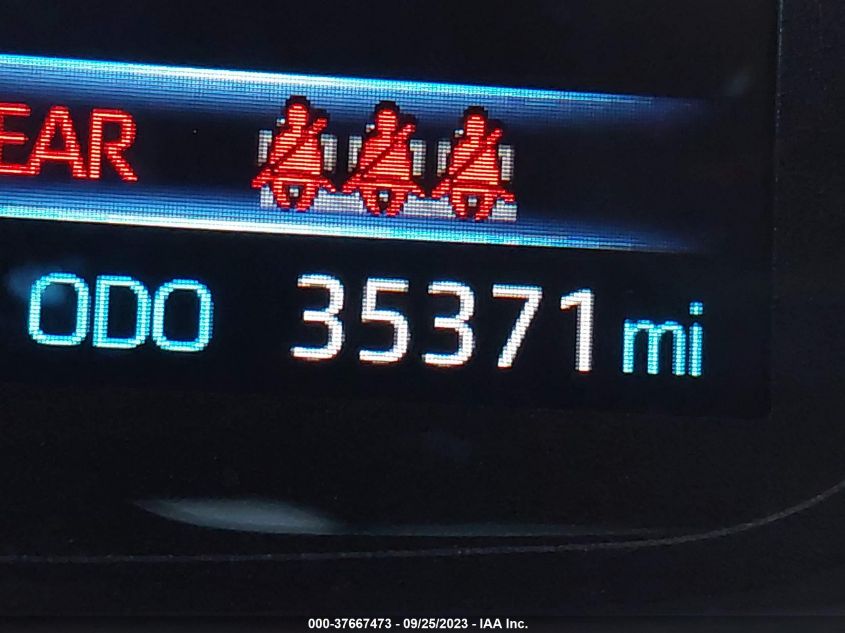 EAR
ODO 35371 mi
000-37667473 - 09/25/2023 - IAA Inc.